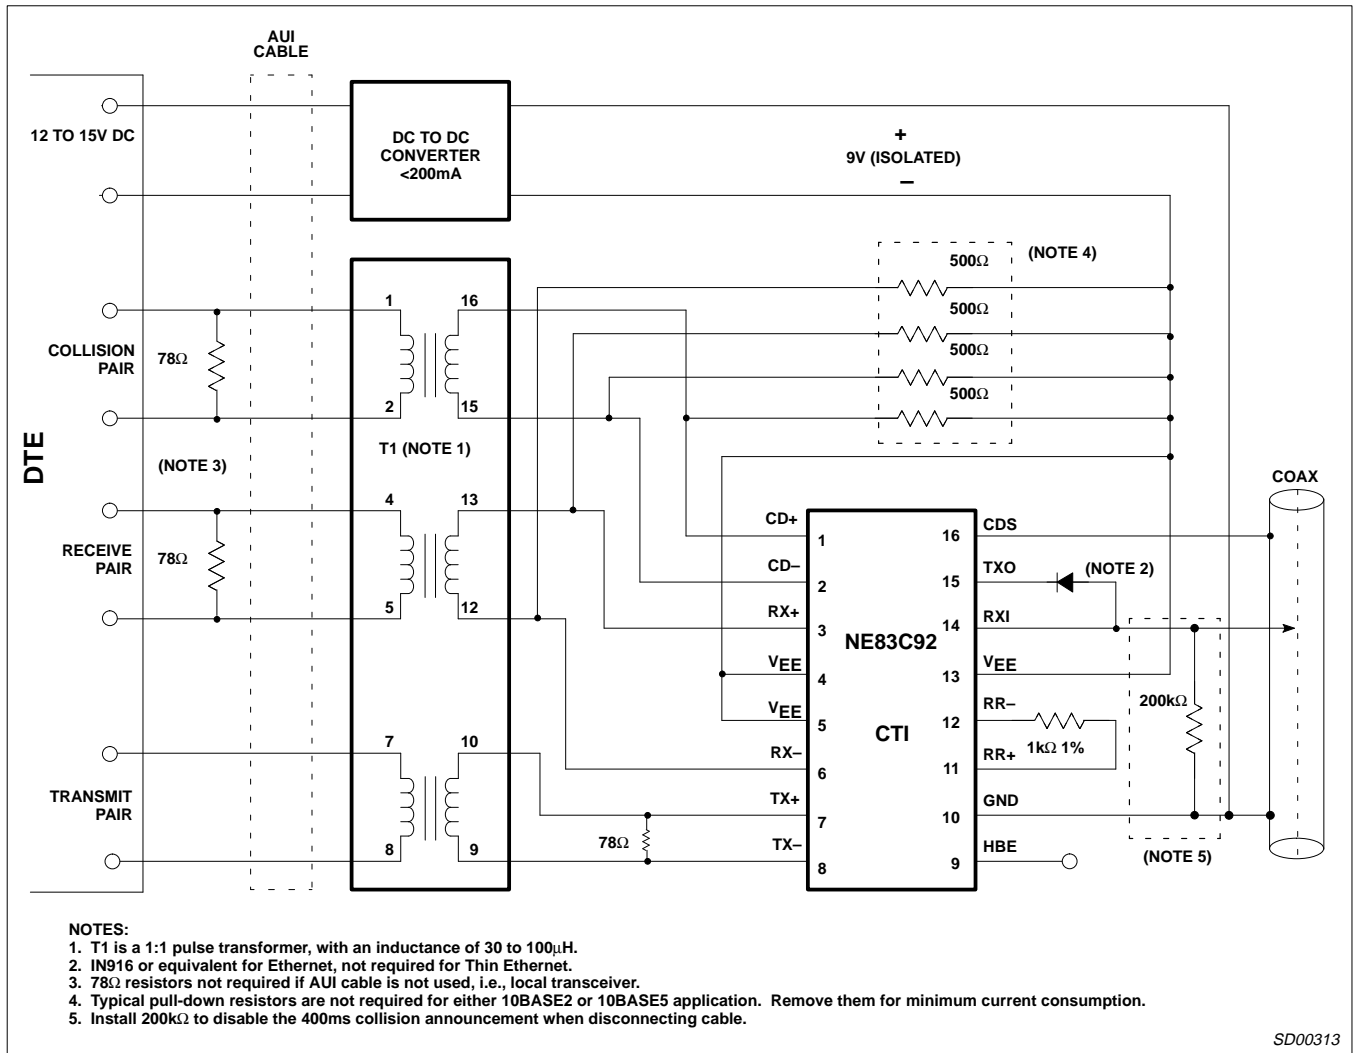 AUI
CABLE
12 TO 15V DC
DC TO DC
CONVERTER
<200mA
+
9V (ISOLATED)
–
(NOTE 4)
500Ω
500Ω
500Ω
500Ω
1
16
COLLISION
PAIR
78Ω
2
15
DTE
(NOTE 3)
T1 (NOTE 1)
4
13
RECEIVE
PAIR
78Ω
5
12
7
10
TRANSMIT
PAIR
8
9
78Ω
CD+
1
CD–
2
RX+
3
VEE
4
VEE
5
RX–
6
TX+
7
TX–
8
NE83C92
CTI
16
CDS
15
TXO
(NOTE 2)
14
RXI
13
VEE
12
RR–
1kΩ 1%
11
RR+
10
GND
9
HBE
200kΩ
(NOTE 5)
COAX
NOTES:
1. T1 is a 1:1 pulse transformer, with an inductance of 30 to 100µH.
2. IN916 or equivalent for Ethernet, not required for Thin Ethernet.
3. 78Ω resistors not required if AUI cable is not used, i.e., local transceiver.
4. Typical pull-down resistors are not required for either 10BASE2 or 10BASE5 application. Remove them for minimum current consumption.
5. Install 200kΩ to disable the 400ms collision announcement when disconnecting cable.
SD00313